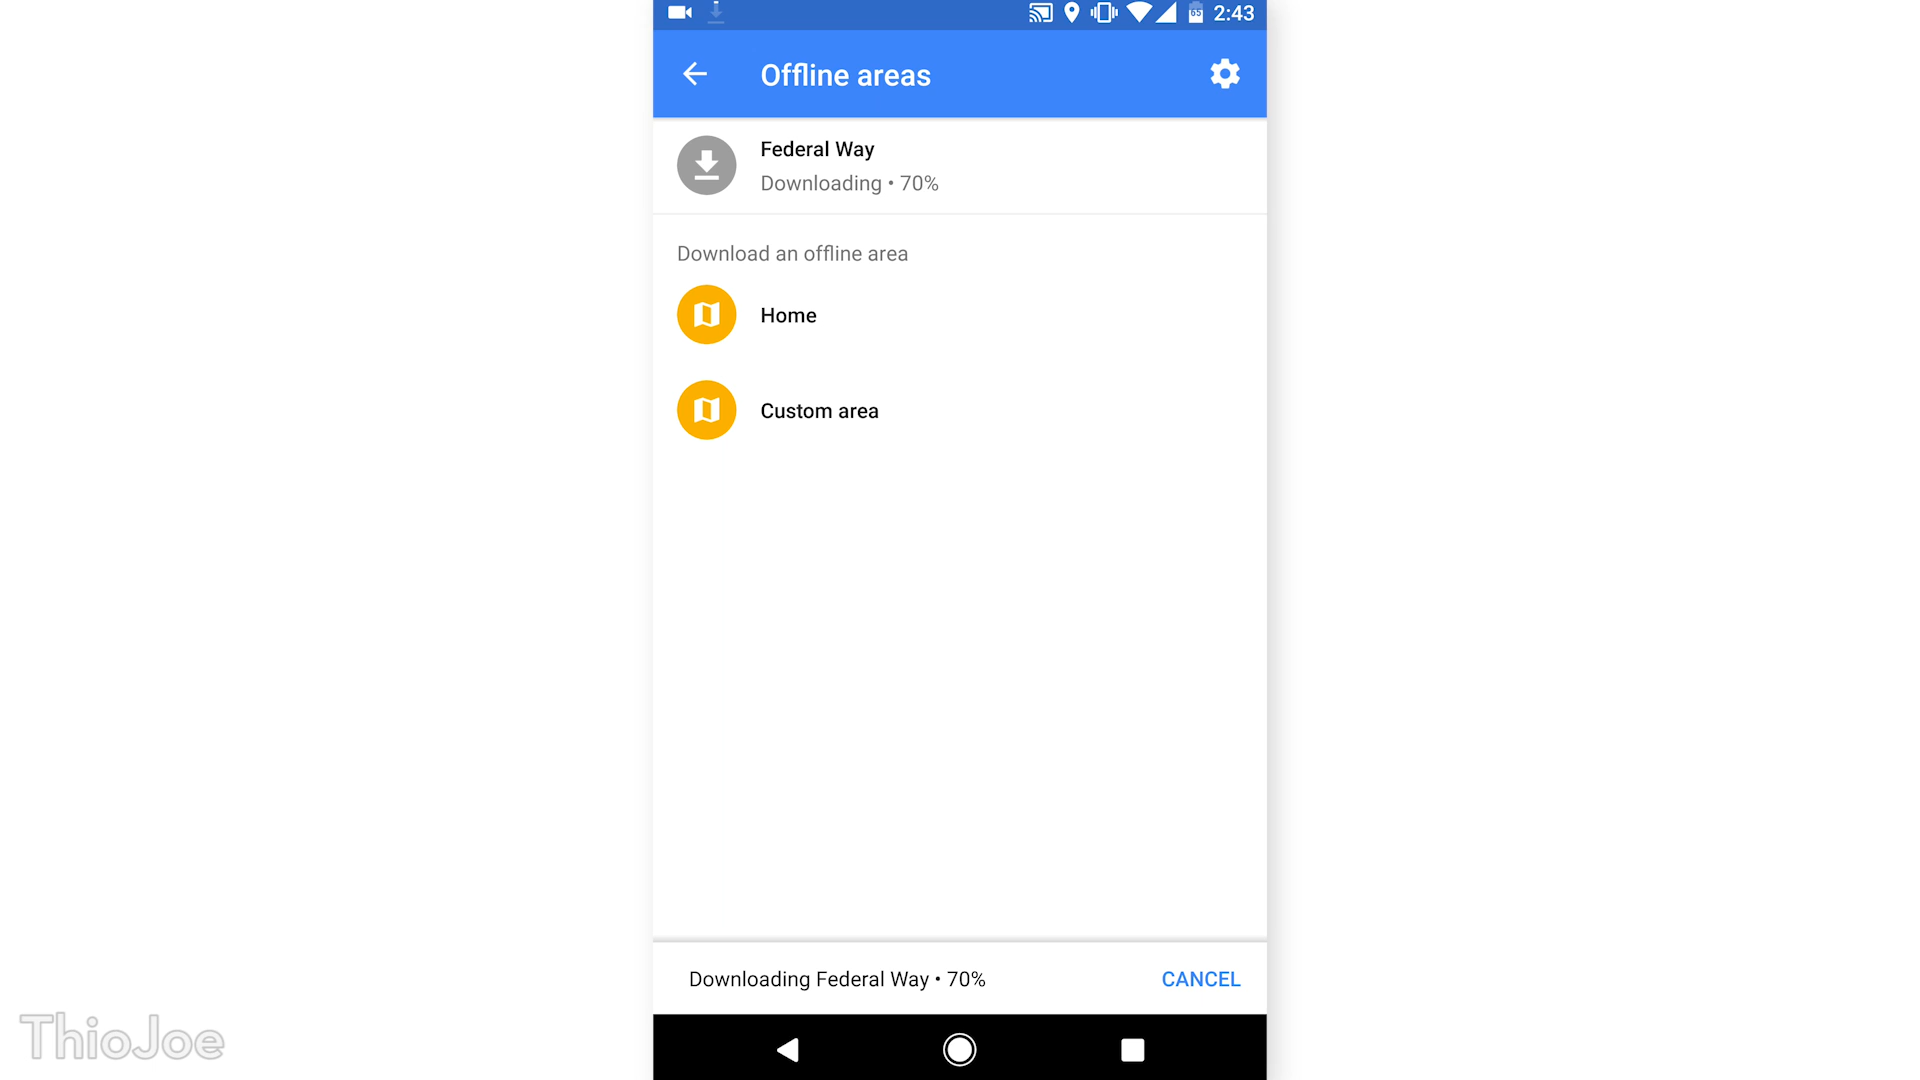 65 2:43
Offline areas
Federal Way
Downloading • 70%
Download an offline area
Home
Custom area
Downloading Federal Way • 70% CANCEL
ThioJoe